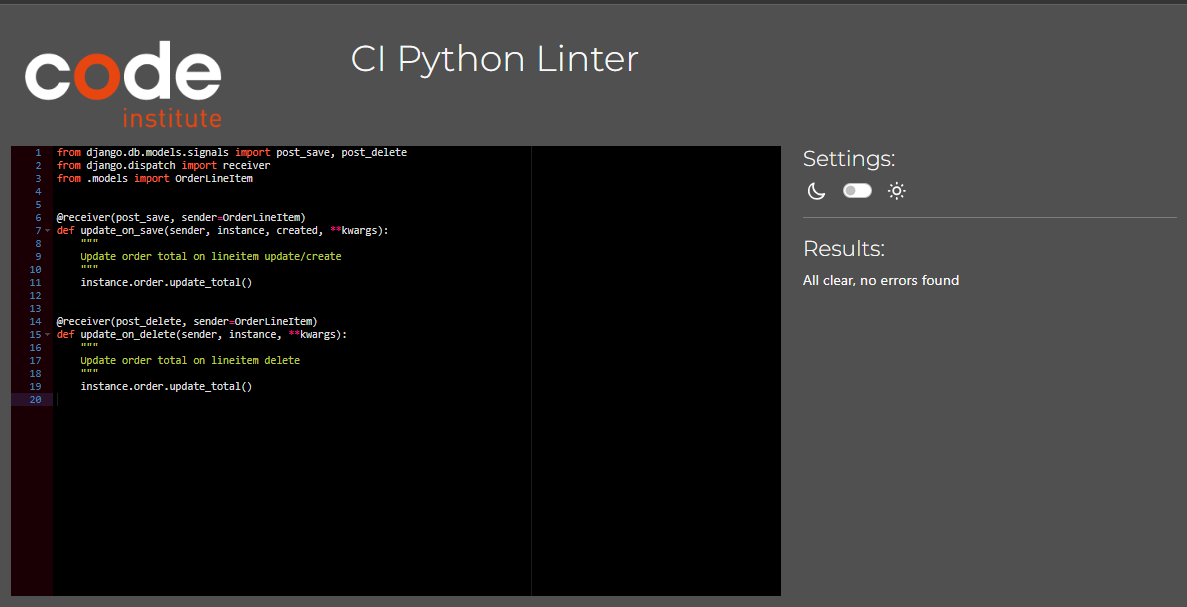 code
institute
CI Python Linter
1 from django.db.models.signals import post_save, post_delete
2 from django.dispatch import receiver
3 from .models import OrderLineItem
4
5
6 @receiver(post_save, sender=OrderLineItem)
7 def update_on_save(sender, instance, created, **kwargs):
8     """
9     Update order total on lineitem update/create
10     """
11     instance.order.update_total()
12
13
14 @receiver(post_delete, sender=OrderLineItem)
15 def update_on_delete(sender, instance, **kwargs):
16     """
17     Update order total on lineitem delete
18     """
19     instance.order.update_total()
20
Settings:
Results:
All clear, no errors found